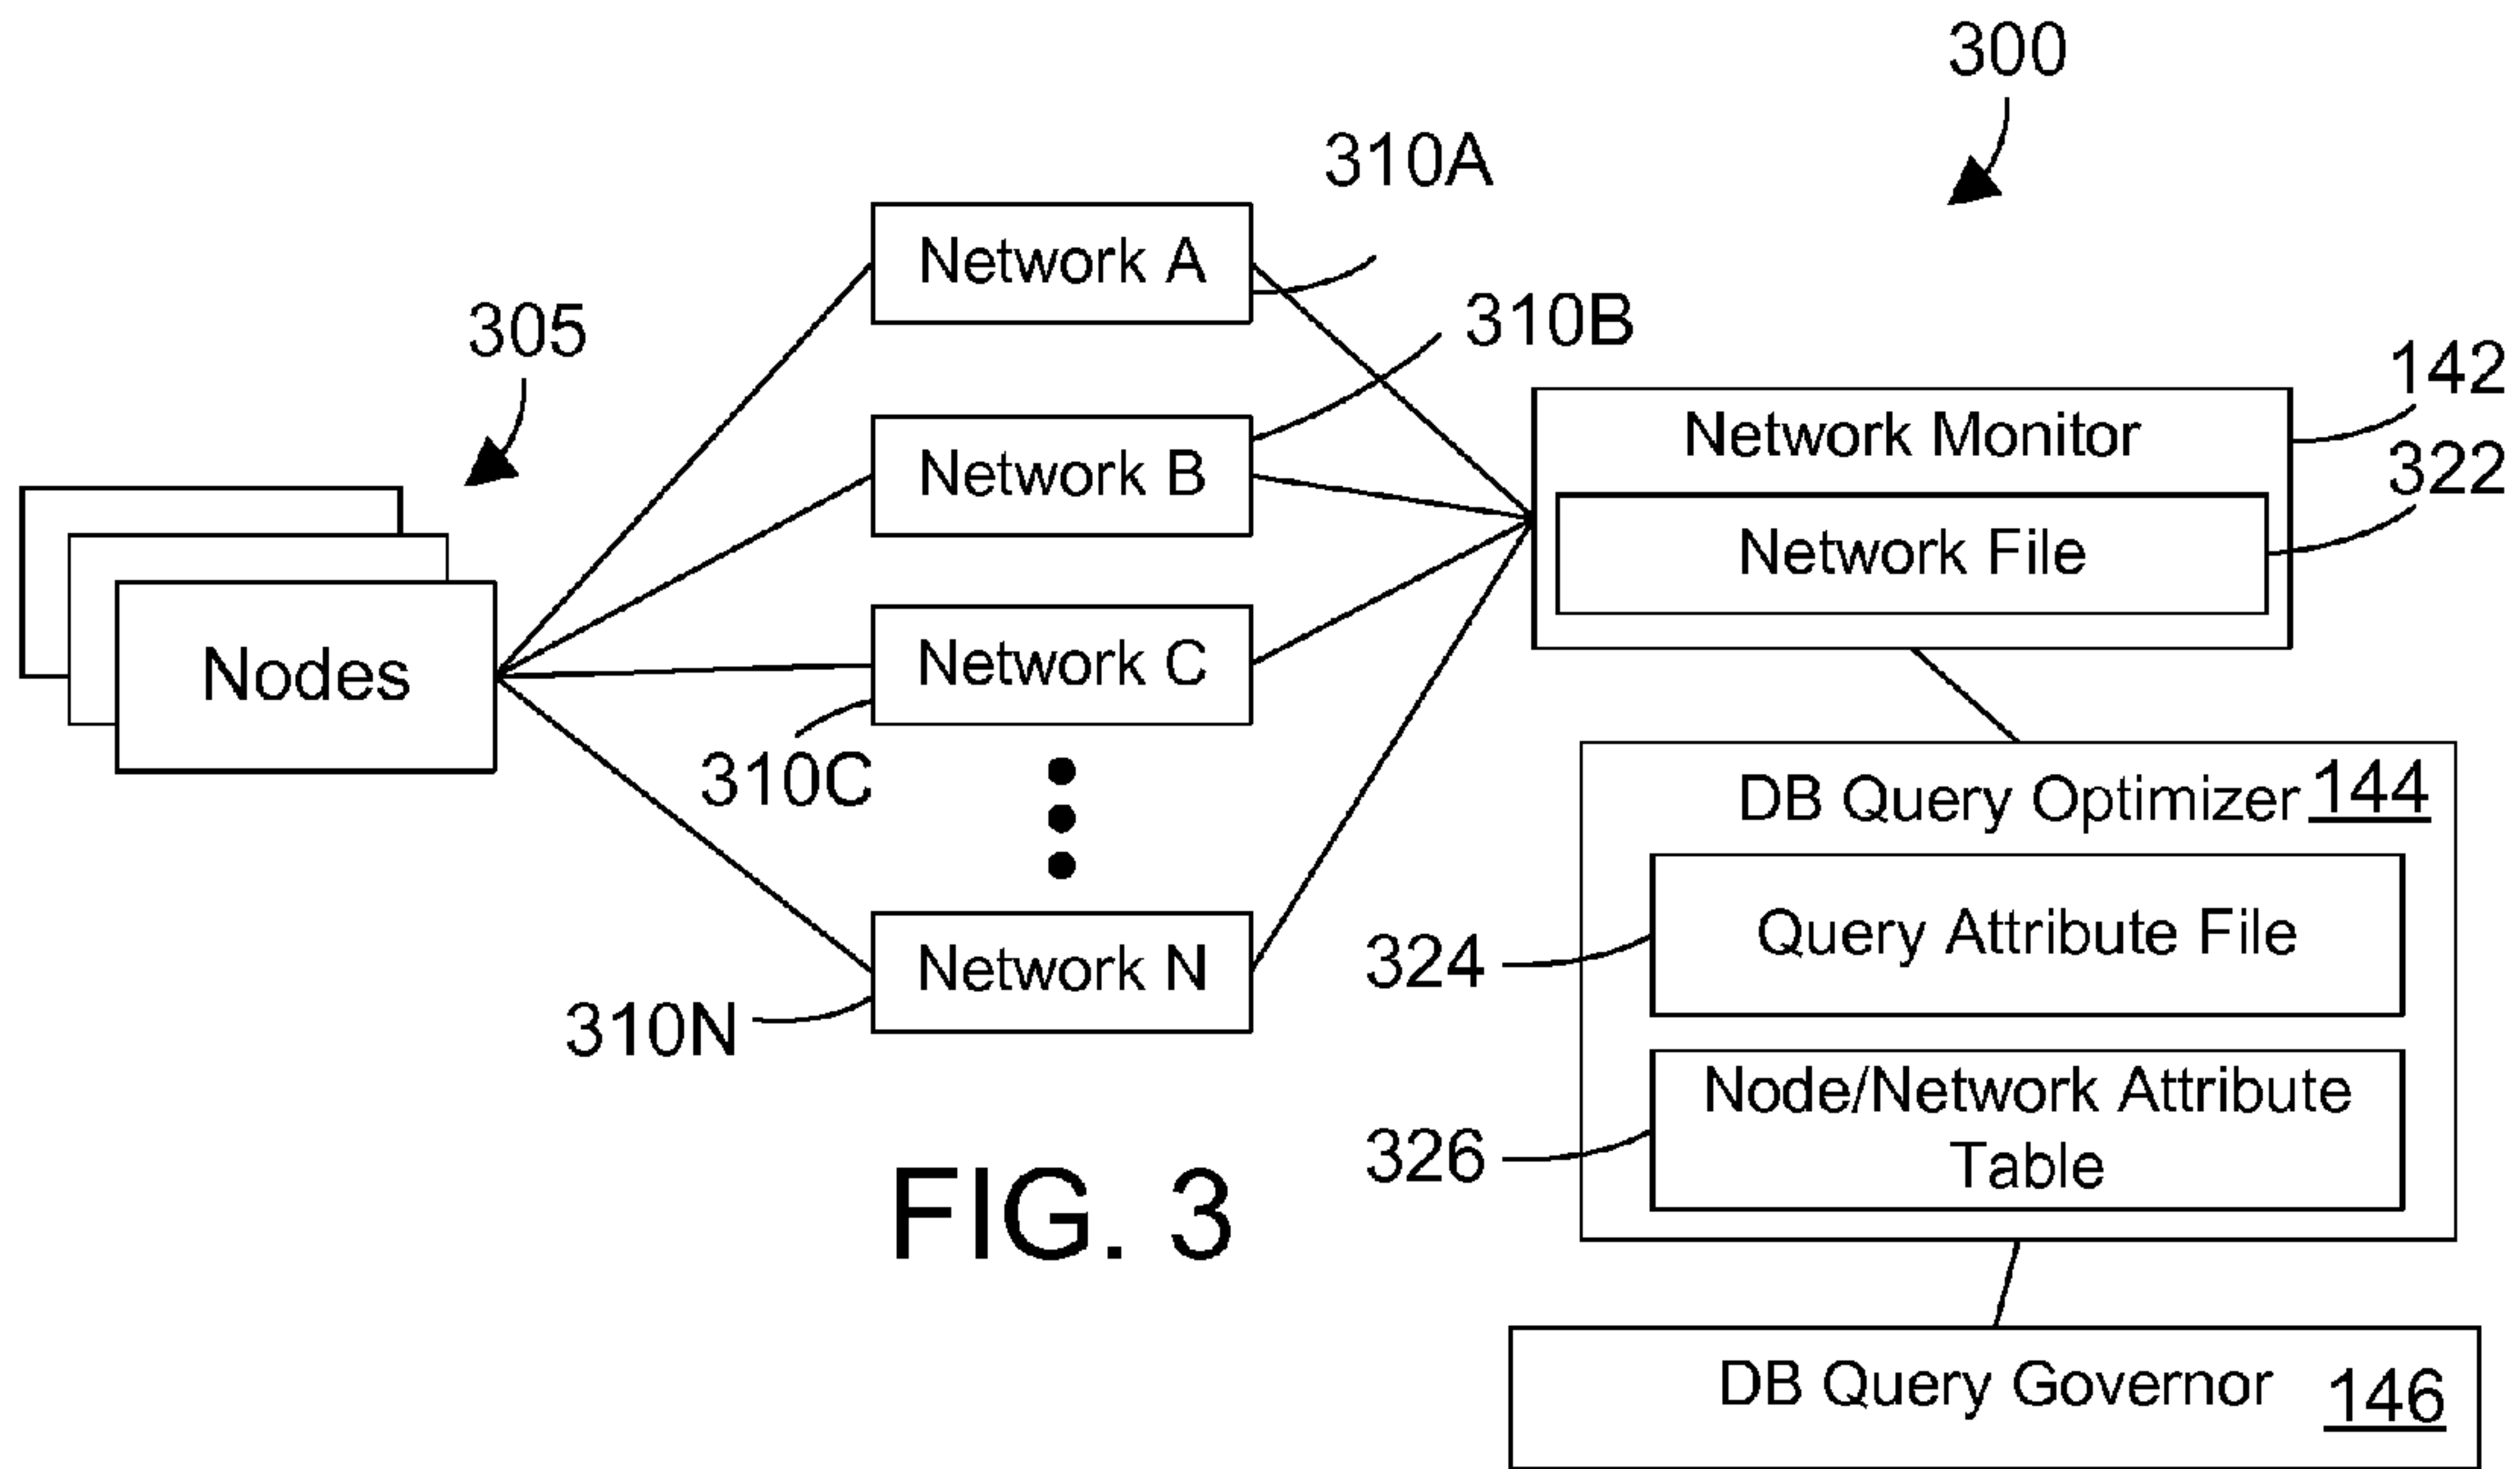 300
310A
Network A
305
310B
142
Network Monitor
Network B
322
Network File
Nodes
Network C
310C
DB Query Optimizer 144
Query Attribute File
324
Network N
310N
Node/Network Attribute
Table
326
FIG. 3
DB Query Governor 146